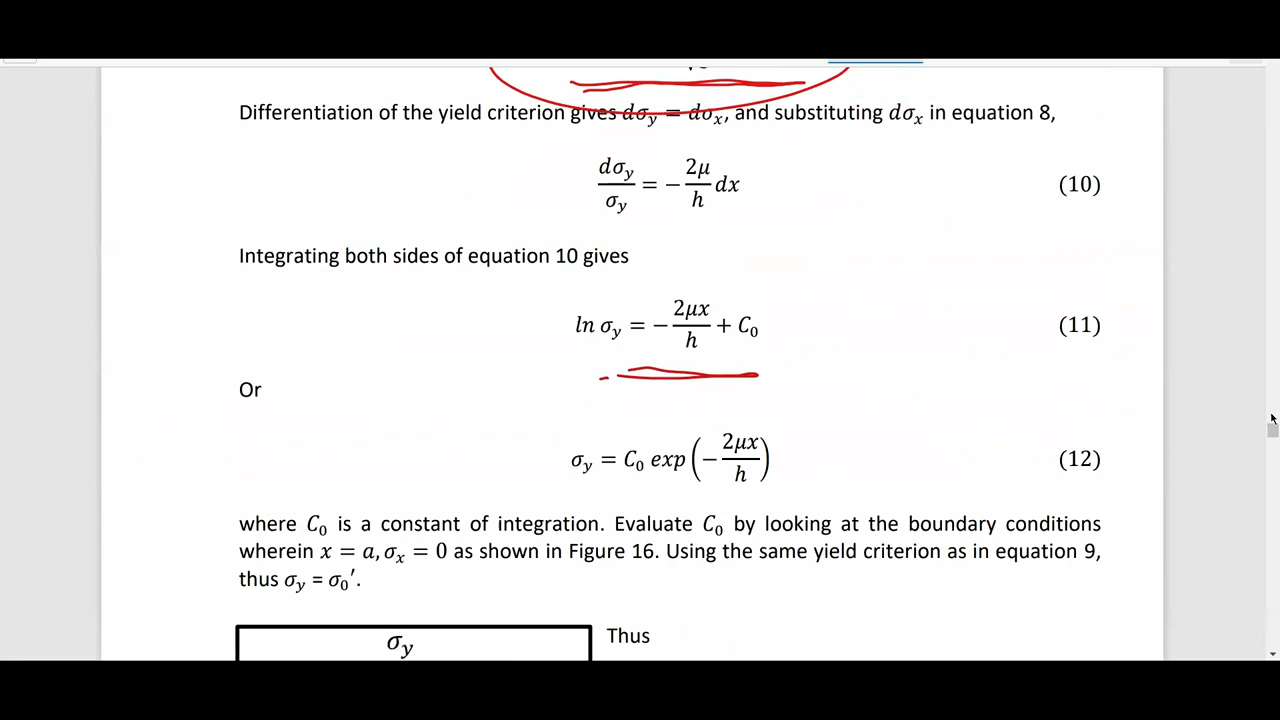 Differentiation of the yield criterion gives dσ_y = dσ_x, and substituting dσ_x in equation 8,
dσ_y/σ_y = − 2μ/h dx (10)
Integrating both sides of equation 10 gives
ln σ_y = − 2μx/h + C_0 (11)
Or
σ_y = C_0 exp(− 2μx/h) (12)
where C_0 is a constant of integration. Evaluate C_0 by looking at the boundary conditions
wherein x = a, σ_x = 0 as shown in Figure 16. Using the same yield criterion as in equation 9,
thus σ_y = σ_0′.
σ_y Thus